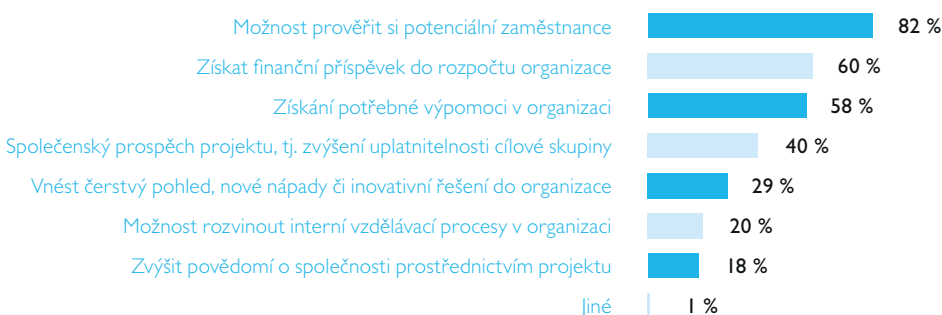 Možnost prověřit si potenciální zaměstnance 82 %
Získat finanční příspěvek do rozpočtu organizace 60 %
Získání potřebné výpomoci v organizaci 58 %
Společenský prospěch projektu, tj. zvýšení uplatnitelnosti cílové skupiny 40 %
Vnést čerstvý pohled, nové nápady či inovativní řešení do organizace 29 %
Možnost rozvinout interní vzdělávací procesy v organizaci 20 %
Zvýšit povědomí o společnosti prostřednictvím projektu 18 %
Jiné 1 %